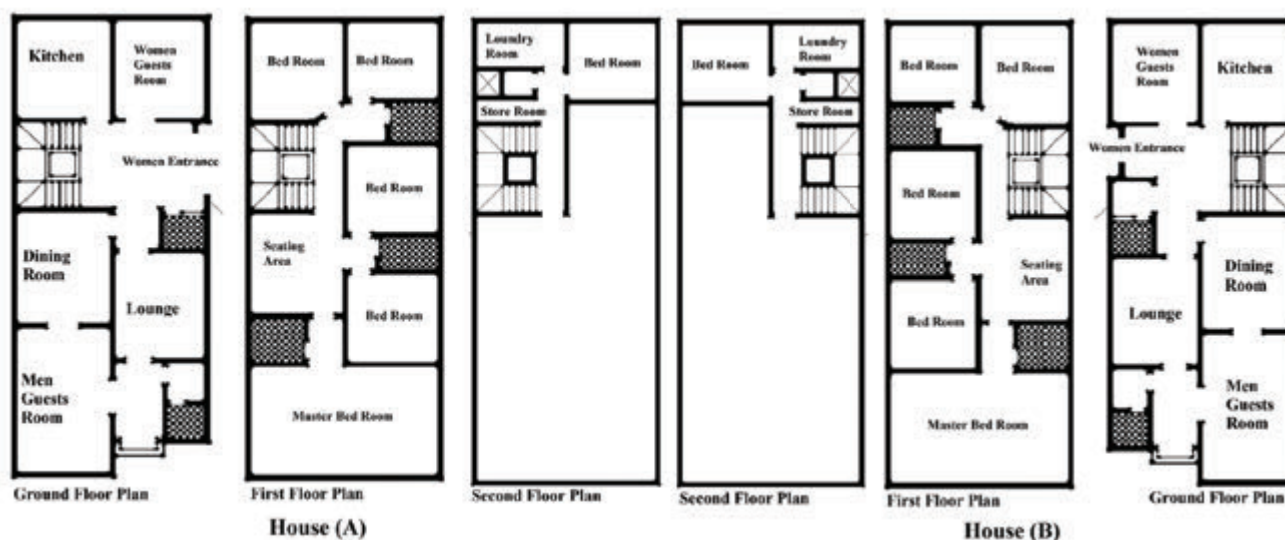 Kitchen
Women
Guests
Room
Women Entrance
Dining
Room
Lounge
Men
Guests
Room
Ground Floor Plan
Bed Room
Bed Room
Bed Room
Seating
Area
Bed Room
Master Bed Room
First Floor Plan
House (A)
Loundry
Room
Bed Room
Store Room
Second Floor Plan
Bed Room
Loundry
Room
Store Room
Second Floor Plan
Bed Room
Bed Room
Bed Room
Seating
Area
Bed Room
Master Bed Room
First Floor Plan
House (B)
Women
Guests
Room
Kitchen
Women Entrance
Dining
Room
Lounge
Men
Guests
Room
Ground Floor Plan